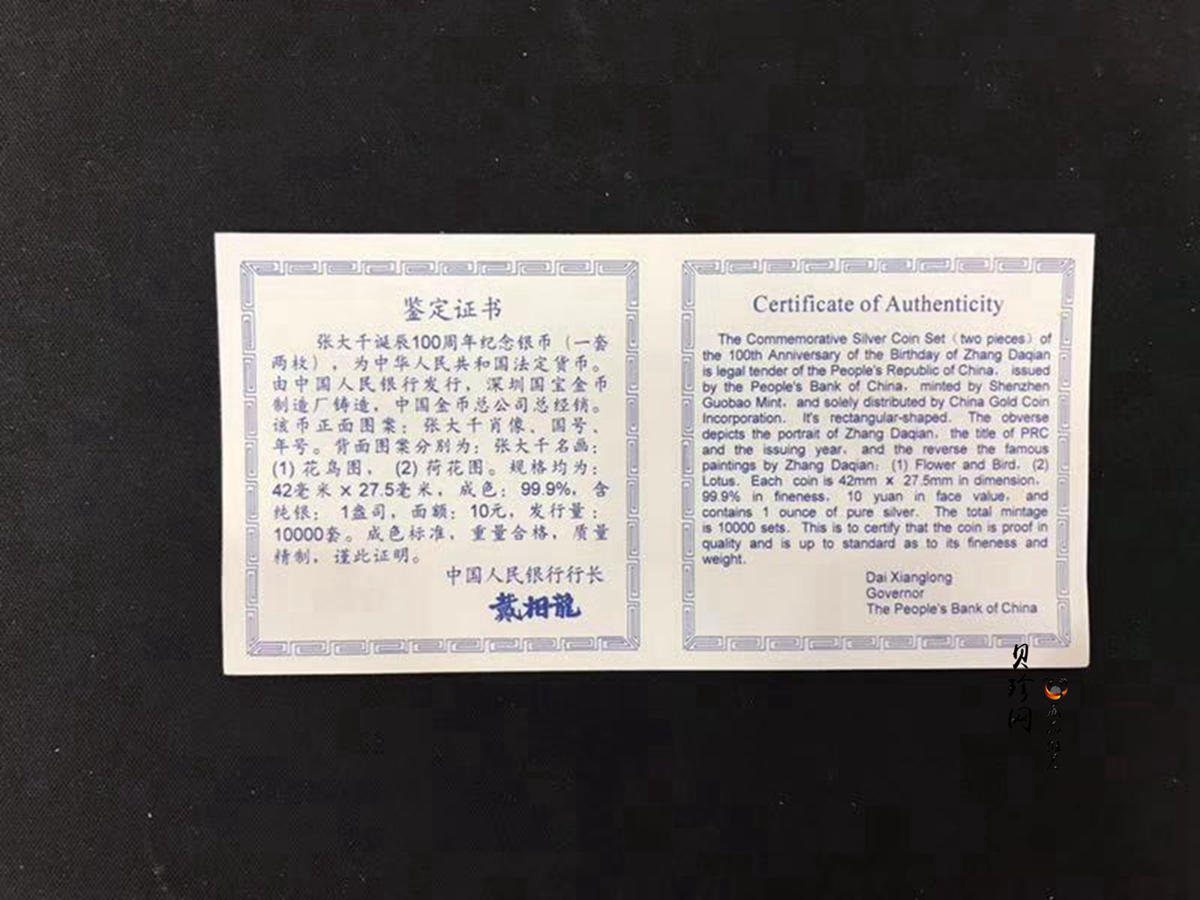 鉴定证书
张大千诞辰100周年纪念银币（一套
两枚），为中华人民共和国法定货币。
由中国人民银行发行，深圳国宝金币
制造厂铸造，中国金币总公司总经销。
该币正面图案：张大千肖像、国号、
年号。背面图案分别为：张大千名画：
(1) 花鸟图，(2) 荷花图。规格均为：
42毫米 x 27.5毫米，成色：99.9%，含
纯银：1盎司，面额：10元，发行量：
10000套。成色标准，重量合格，质量
精制，谨此证明。
中国人民银行行长
戴相龍
Certificate of Authenticity
The Commemorative Silver Coin Set (two pieces) of
the 100th Anniversary of the Birthday of Zhang Daqian
is legal tender of the People's Republic of China, issued
by the People's Bank of China, minted by Shenzhen
Guobao Mint, and solely distributed by China Gold Coin
Incorporation. It's rectangular-shaped. The obverse
depicts the portrait of Zhang Daqian, the title of PRC
and the issuing year, and the reverse the famous
paintings by Zhang Daqian: (1) Flower and Bird, (2)
Lotus. Each coin is 42mm x 27.5mm in dimension,
99.9% in fineness, 10 yuan in face value, and
contains 1 ounce of pure silver. The total mintage
is 10000 sets. This is to certify that the coin is proof in
quality and is up to standard as to its fineness and
weight.
Dai Xianglong
Governor
The People's Bank of China
贝珍网